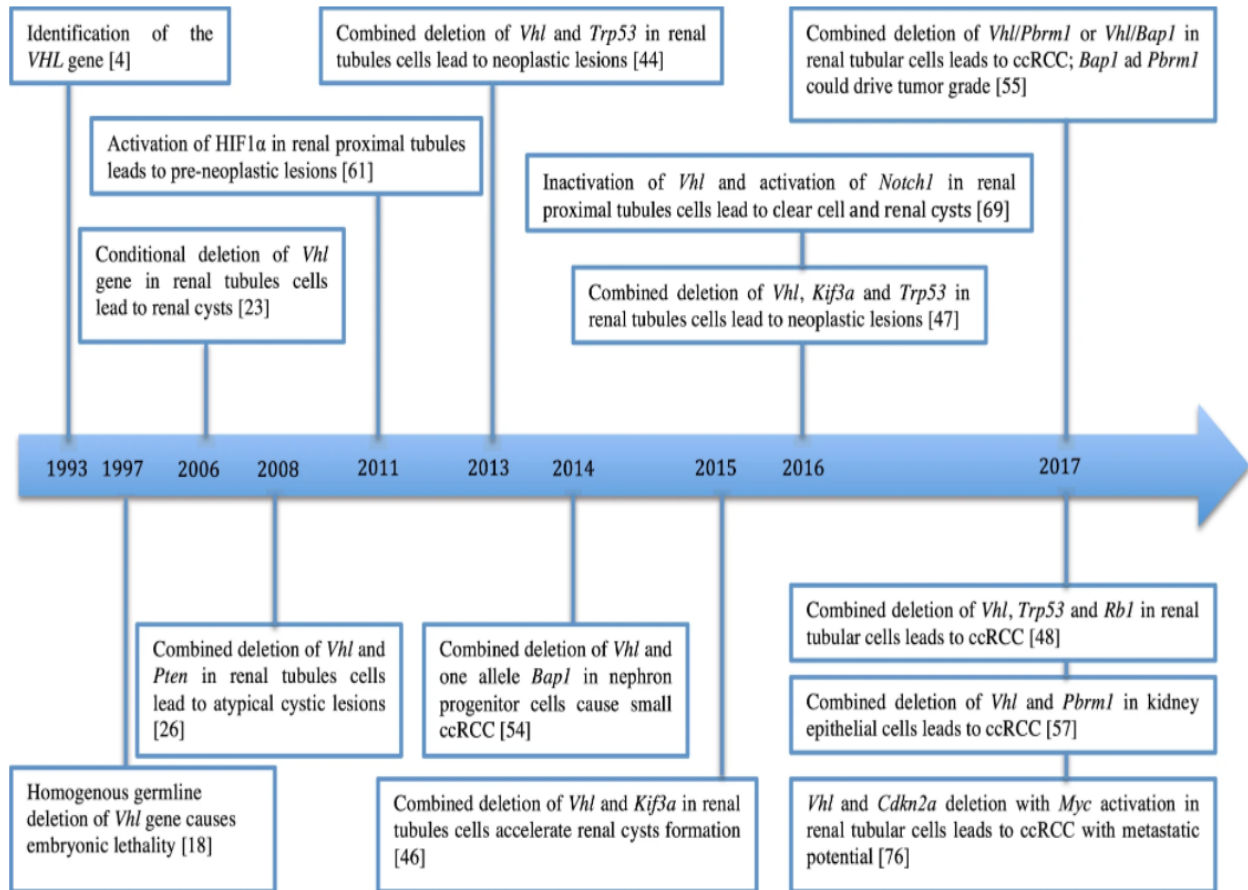 Identification of the
VHL gene [4]
Combined deletion of Vhl and Trp53 in renal
tubules cells lead to neoplastic lesions [44]
Combined deletion of Vhl/Pbrm1 or Vhl/Bap1 in
renal tubular cells leads to ccRCC; Bap1 ad Pbrm1
could drive tumor grade [55]
Activation of HIF1α in renal proximal tubules
leads to pre-neoplastic lesions [61]
Inactivation of Vhl and activation of Notch1 in renal
proximal tubules cells lead to clear cell and renal cysts [69]
Conditional deletion of Vhl
gene in renal tubules cells
lead to renal cysts [23]
Combined deletion of Vhl, Kif3a and Trp53 in
renal tubules cells lead to neoplastic lesions [47]
1993 1997 2006 2008 2011 2013 2014 2015 2016 2017
Combined deletion of Vhl and
Pten in renal tubules cells
lead to atypical cystic lesions
[26]
Combined deletion of Vhl and
one allele Bap1 in nephron
progenitor cells cause small
ccRCC [54]
Combined deletion of Vhl, Trp53 and Rb1 in renal
tubular cells leads to ccRCC [48]
Combined deletion of Vhl and Pbrm1 in kidney
epithelial cells leads to ccRCC [57]
Homogenous germline
deletion of Vhl gene causes
embryonic lethality [18]
Combined deletion of Vhl and Kif3a in renal
tubules cells accelerate renal cysts formation
[46]
Vhl and Cdkn2a deletion with Myc activation in
renal tubular cells leads to ccRCC with metastatic
potential [76]